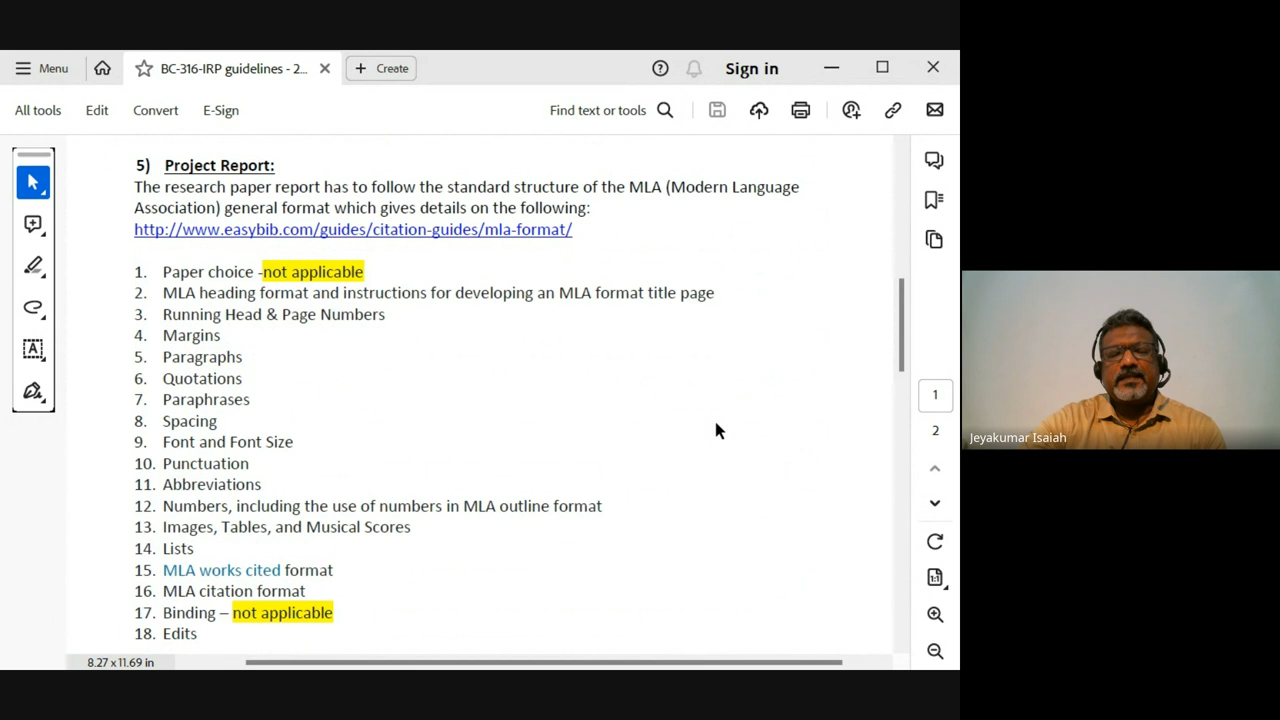 Menu
BC-316-IRP guidelines - 2...
Create
Sign in
All tools
Edit
Convert
E-Sign
Find text or tools
5) Project Report:
The research paper report has to follow the standard structure of the MLA (Modern Language
Association) general format which gives details on the following:
http://www.easybib.com/guides/citation-guides/mla-format/
1. Paper choice -not applicable
2. MLA heading format and instructions for developing an MLA format title page
3. Running Head & Page Numbers
4. Margins
5. Paragraphs
6. Quotations
7. Paraphrases
8. Spacing
9. Font and Font Size
10. Punctuation
11. Abbreviations
12. Numbers, including the use of numbers in MLA outline format
13. Images, Tables, and Musical Scores
14. Lists
15. MLA works cited format
16. MLA citation format
17. Binding – not applicable
18. Edits
8.27 x 11.69 in
1
2
1:1
Jeyakumar Isaiah